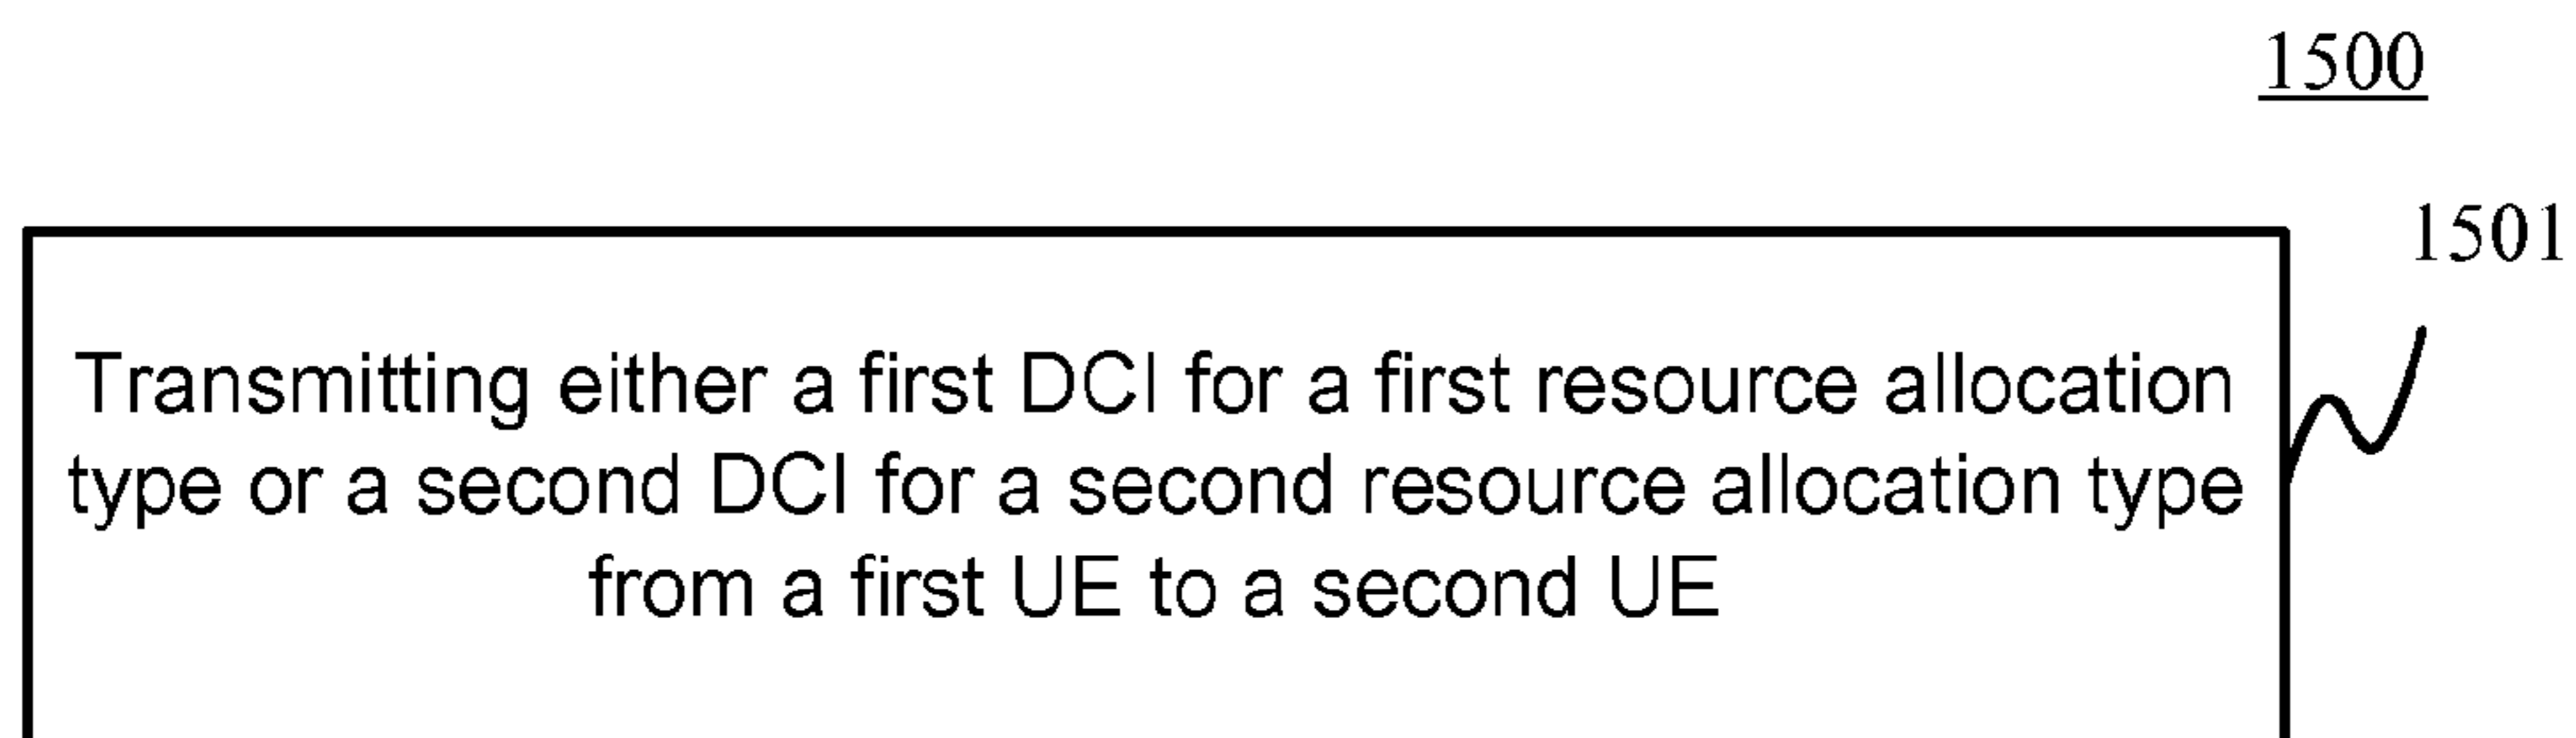 1500
1501
Transmitting either a first DCI for a first resource allocation
type or a second DCI for a second resource allocation type
from a first UE to a second UE